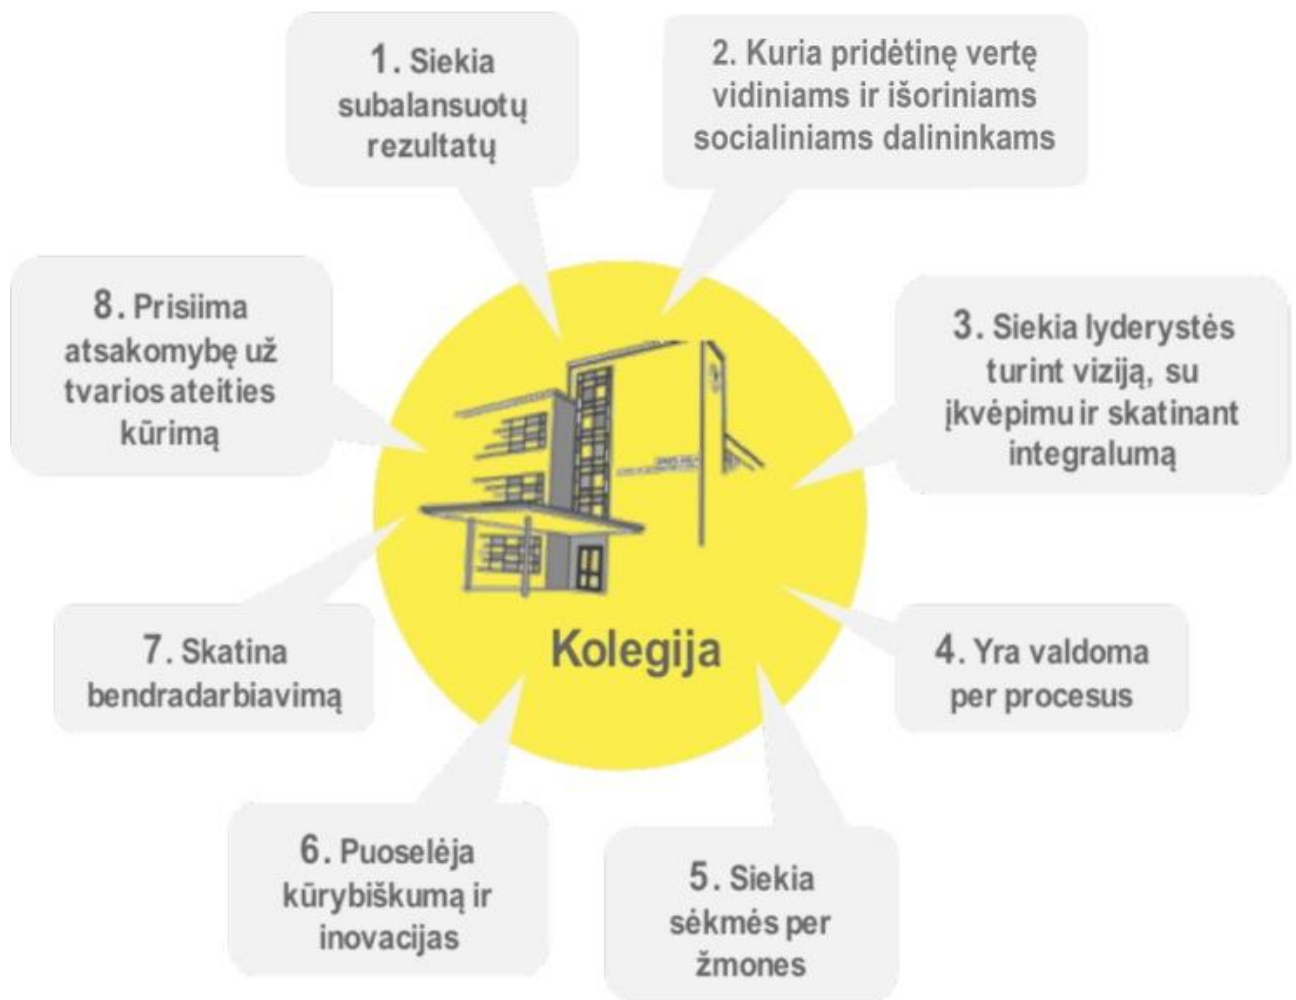 1. Siekia
subalansuotų
rezultatų
2. Kuria pridėtinę vertę
vidiniams ir išoriniams
socialiniams dalininkams
3. Siekia lyderystės
turint viziją, su
įkvėpimu ir skatinant
integralumą
4. Yra valdoma
per procesus
5. Siekia
sėkmės per
žmones
6. Puoselėja
kūrybiškumą ir
inovacijas
7. Skatina
bendradarbiavimą
8. Prisiima
atsakomybę už
tvarios ateities
kūrimą
Kolegija